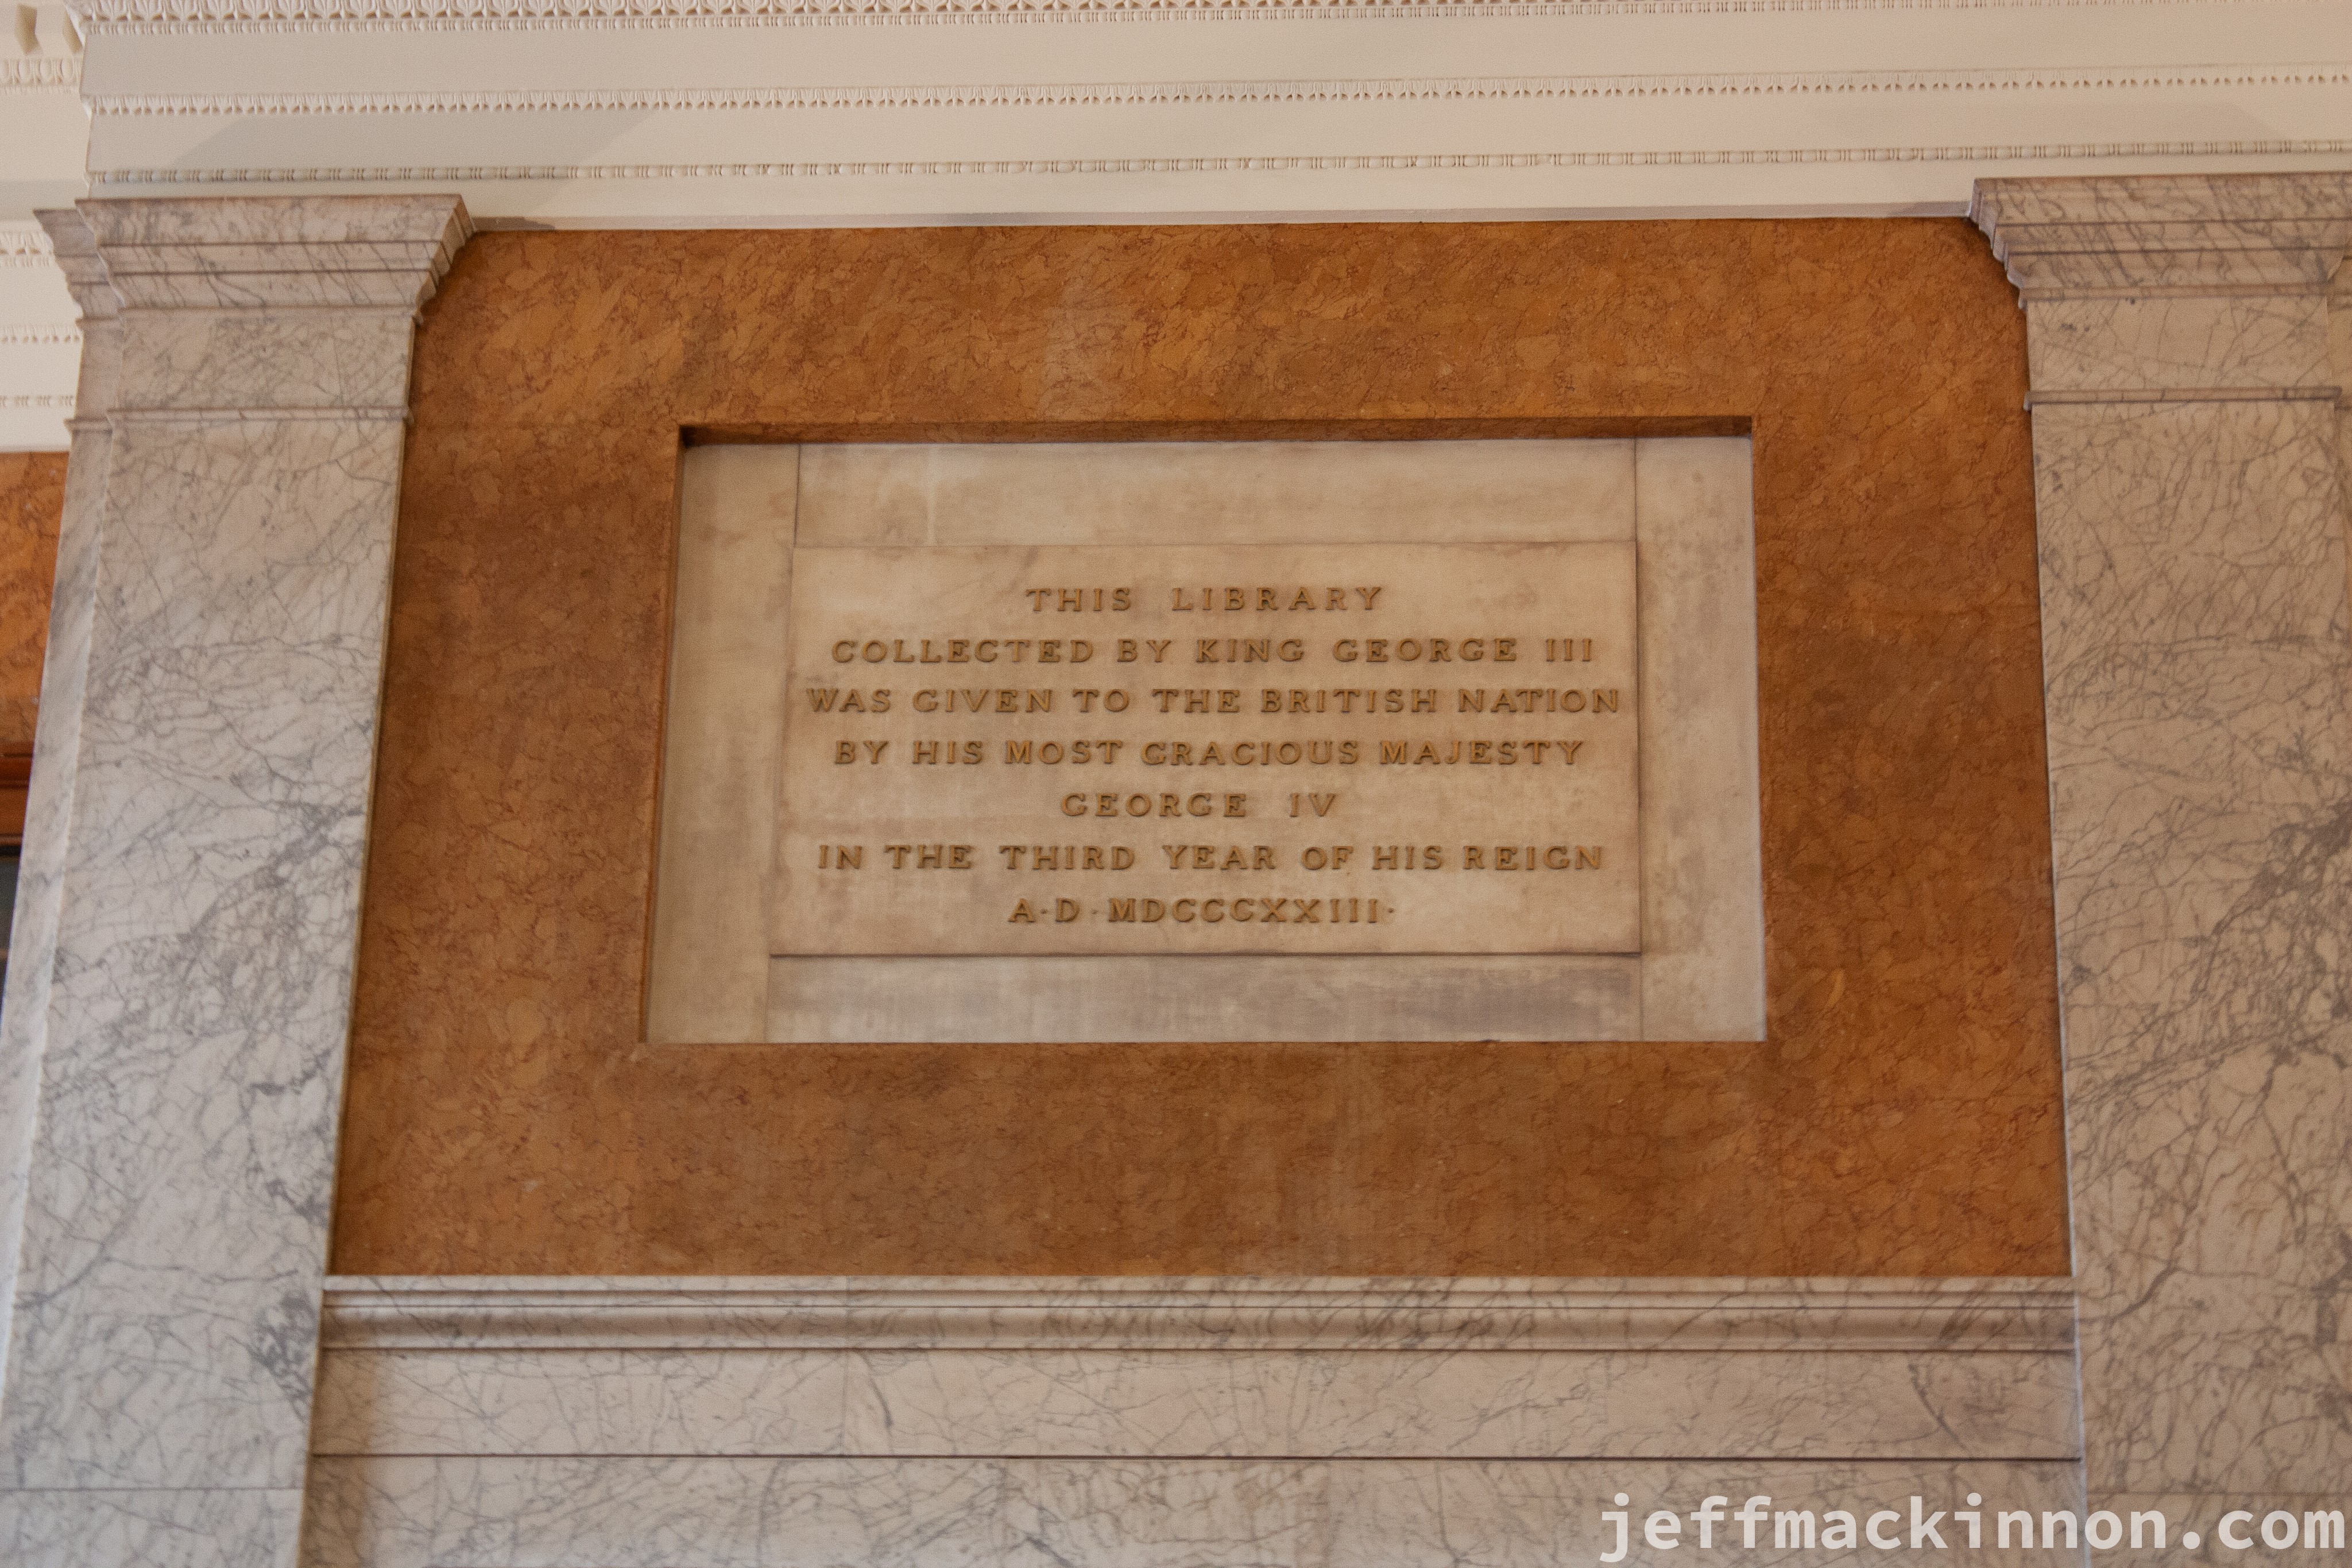 THIS LIBRARY
COLLECTED BY KING GEORGE III
WAS GIVEN TO THE BRITISH NATION
BY HIS MOST GRACIOUS MAJESTY
GEORGE IV
IN THE THIRD YEAR OF HIS REIGN
A·D·MDCCCXXIII·
jeffmackinnon.com